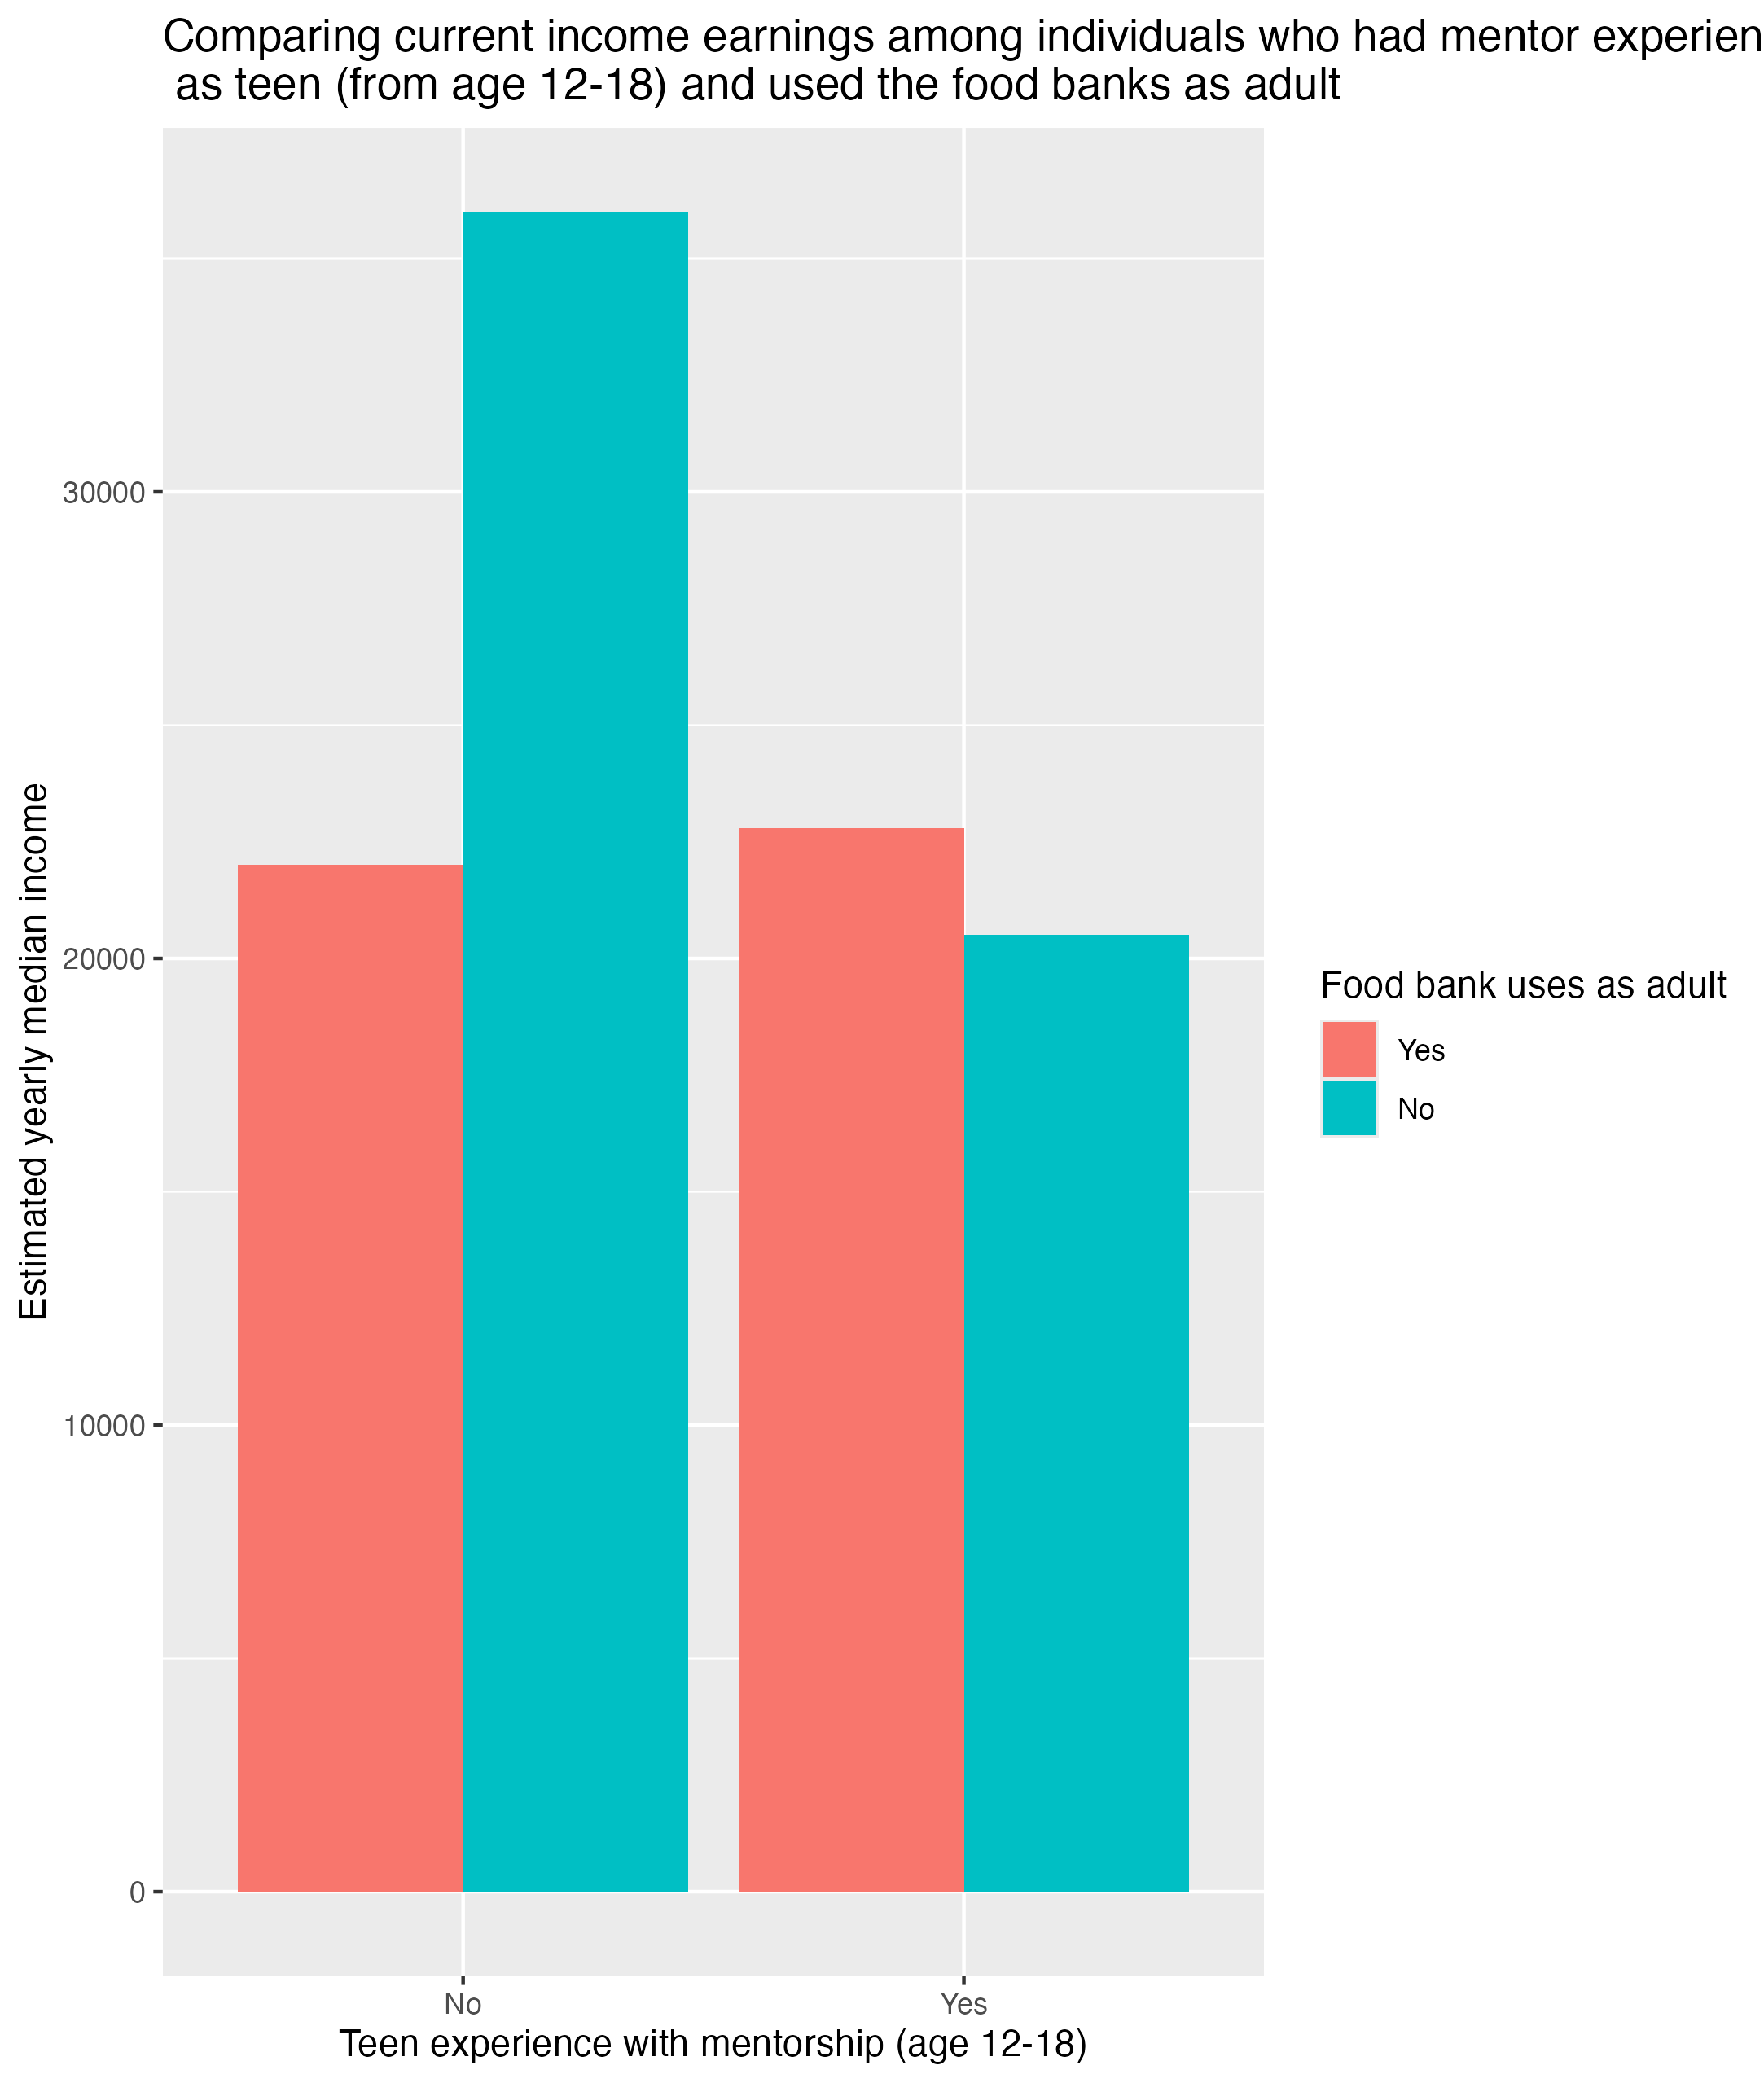 Comparing current income earnings among individuals who had mentor experien
as teen (from age 12-18) and used the food banks as adult
30000
20000
10000
0
Estimated yearly median income
No
Yes
Teen experience with mentorship (age 12-18)
Food bank uses as adult
Yes
No